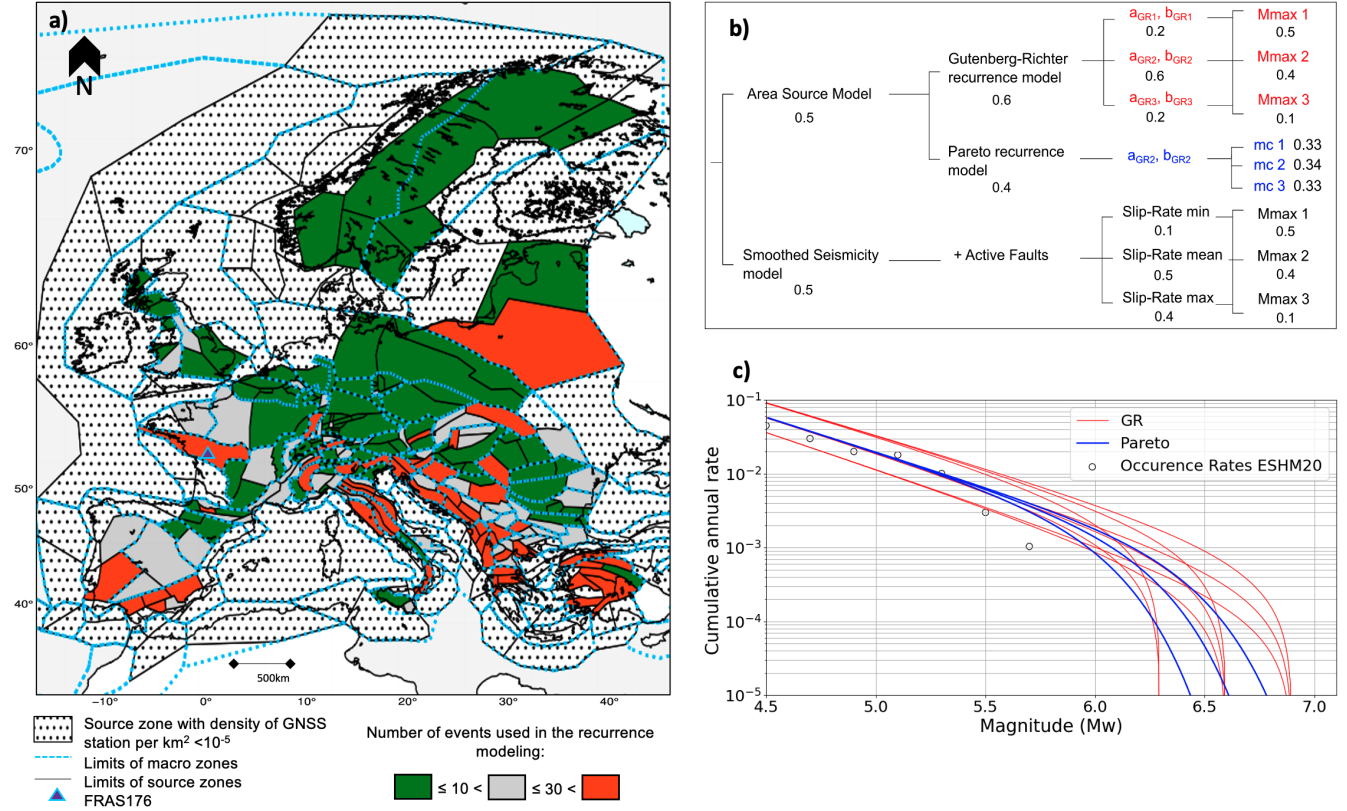 a)
N
70°
60°
50°
40°
500km
−10°
0°
10°
20°
30°
40°
Source zone with density of GNSS
station per km² <10⁻⁵
Limits of macro zones
Limits of source zones
FRAS176
Number of events used in the recurrence
modeling:
≤ 10 <
≤ 30 <
b)
Area Source Model
0.5
Gutenberg-Richter
recurrence model
0.6
Pareto recurrence
model
0.4
aGR1, bGR1
0.2
aGR2, bGR2
0.6
aGR3, bGR3
0.2
Mmax 1
0.5
Mmax 2
0.4
Mmax 3
0.1
aGR2, bGR2
mc 1 0.33
mc 2 0.34
mc 3 0.33
Smoothed Seismicity
model
0.5
+ Active Faults
Slip-Rate min
0.1
Slip-Rate mean
0.5
Slip-Rate max
0.4
Mmax 1
0.5
Mmax 2
0.4
Mmax 3
0.1
c)
Cumulative annual rate
10⁻¹
10⁻²
10⁻³
10⁻⁴
10⁻⁵
GR
Pareto
Occurence Rates ESHM20
4.5
5.0
5.5
6.0
6.5
7.0
Magnitude (Mw)